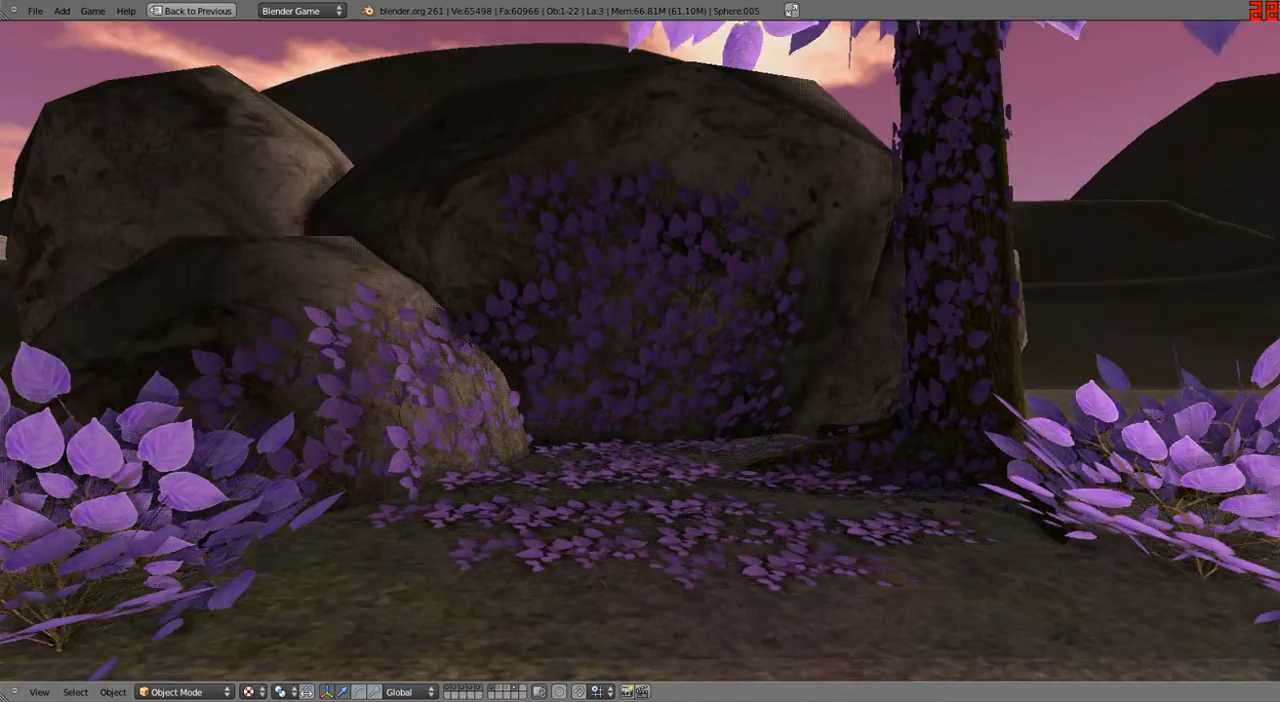 File Add Game Help Back to Previous Blender Game blender.org 261 | Ve:65498 | Fa:60966 | Ob:1-22 | La:3 | Mem:66.81M (61.10M) | Sphere.005
View Select Object Object Mode Global